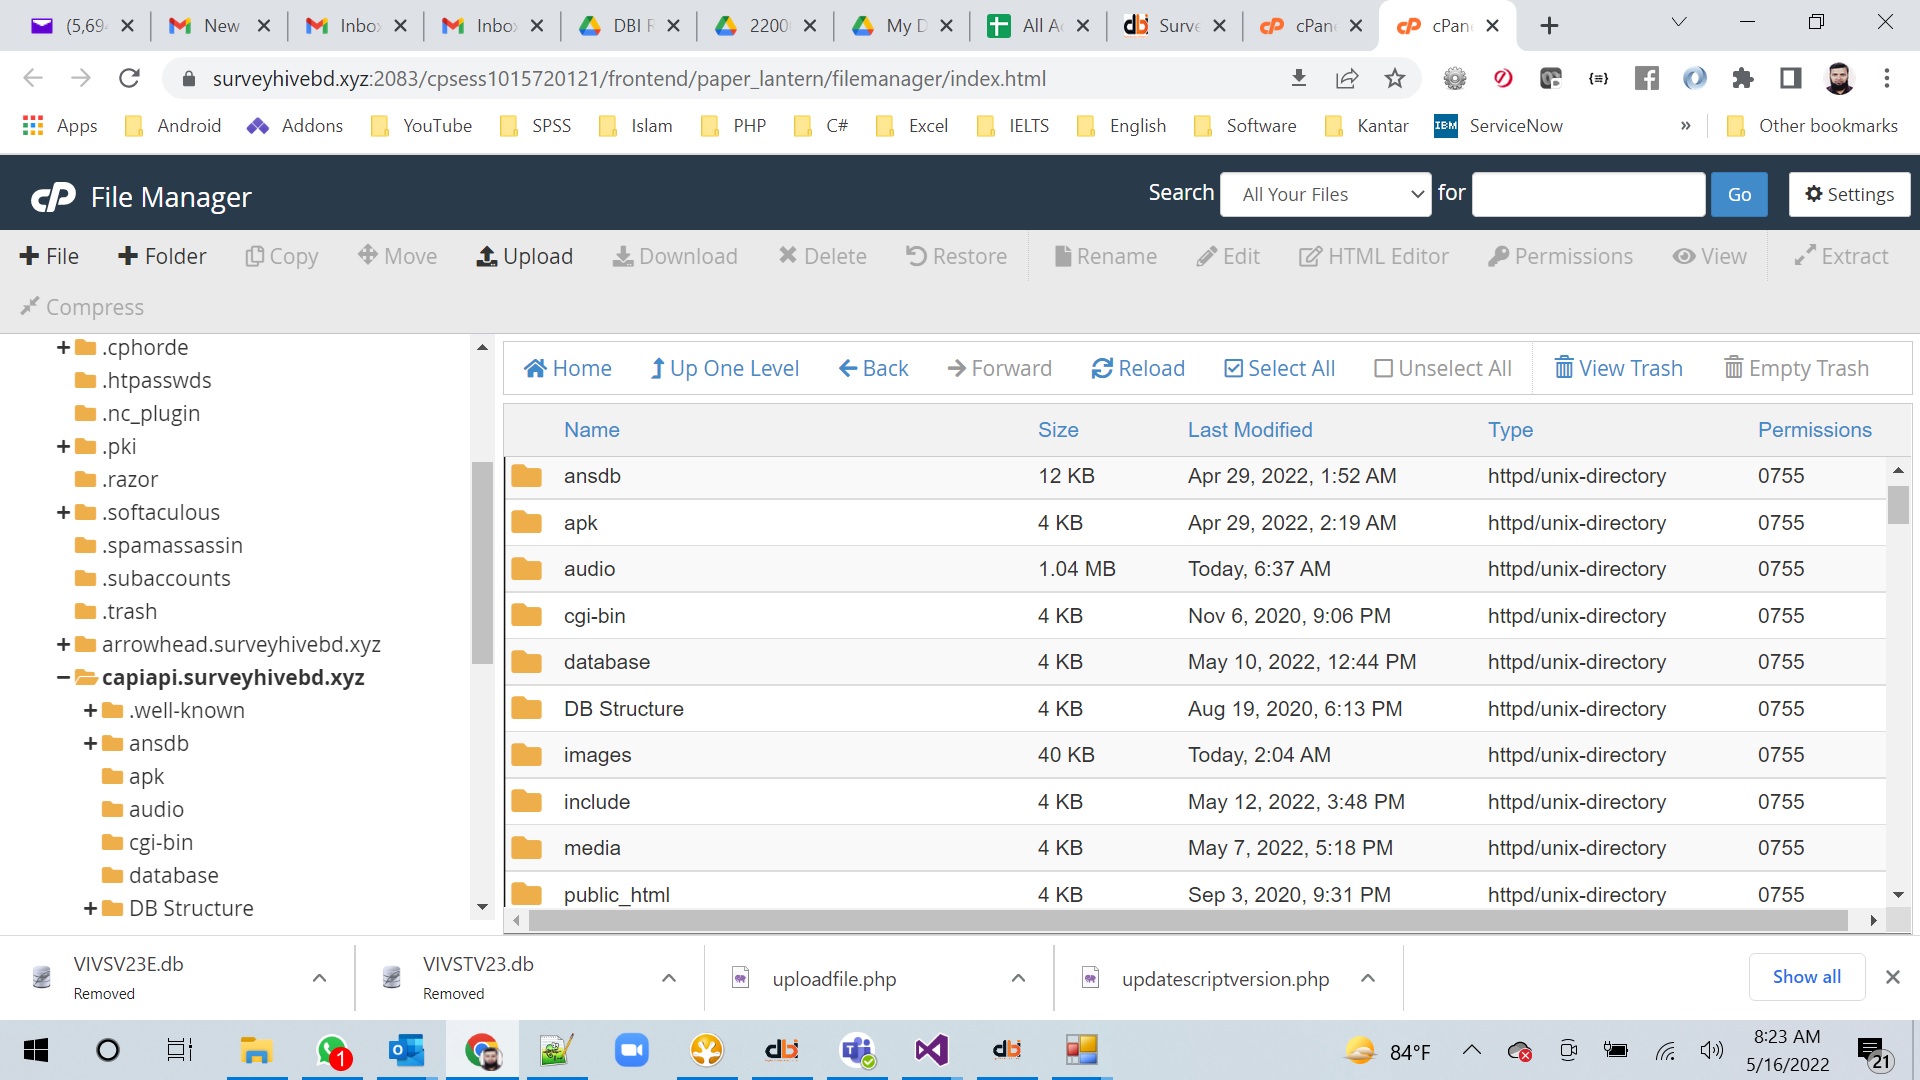 (5,694
New
Inbo
Inbo
DBI R
2200
My D
All Ac
db Surve
cPane
cPane
surveyhivebd.xyz:2083/cpsess1015720121/frontend/paper_lantern/filemanager/index.html
Apps
Android
Addons
YouTube
SPSS
Islam
PHP
C#
Excel
IELTS
English
Software
Kantar
IBM ServiceNow
»
Other bookmarks
cP File Manager
Search All Your Files for Go Settings
File
Folder
Copy
Move
Upload
Download
Delete
Restore
Rename
Edit
HTML Editor
Permissions
View
Extract
Compress
+ .cphorde
.htpasswds
.nc_plugin
+ .pki
.razor
+ .softaculous
.spamassassin
.subaccounts
.trash
+ arrowhead.surveyhivebd.xyz
− capiapi.surveyhivebd.xyz
+ .well-known
+ ansdb
apk
audio
cgi-bin
database
+ DB Structure
Home
Up One Level
Back
Forward
Reload
Select All
Unselect All
View Trash
Empty Trash
Name Size Last Modified Type Permissions
ansdb 12 KB Apr 29, 2022, 1:52 AM httpd/unix-directory 0755
apk 4 KB Apr 29, 2022, 2:19 AM httpd/unix-directory 0755
audio 1.04 MB Today, 6:37 AM httpd/unix-directory 0755
cgi-bin 4 KB Nov 6, 2020, 9:06 PM httpd/unix-directory 0755
database 4 KB May 10, 2022, 12:44 PM httpd/unix-directory 0755
DB Structure 4 KB Aug 19, 2020, 6:13 PM httpd/unix-directory 0755
images 40 KB Today, 2:04 AM httpd/unix-directory 0755
include 4 KB May 12, 2022, 3:48 PM httpd/unix-directory 0755
media 4 KB May 7, 2022, 5:18 PM httpd/unix-directory 0755
public_html 4 KB Sep 3, 2020, 9:31 PM httpd/unix-directory 0755
VIVSV23E.db
Removed
VIVSTV23.db
Removed
uploadfile.php
updatescriptversion.php
Show all
1
dbi
dbi
84°F
8:23 AM
5/16/2022
21